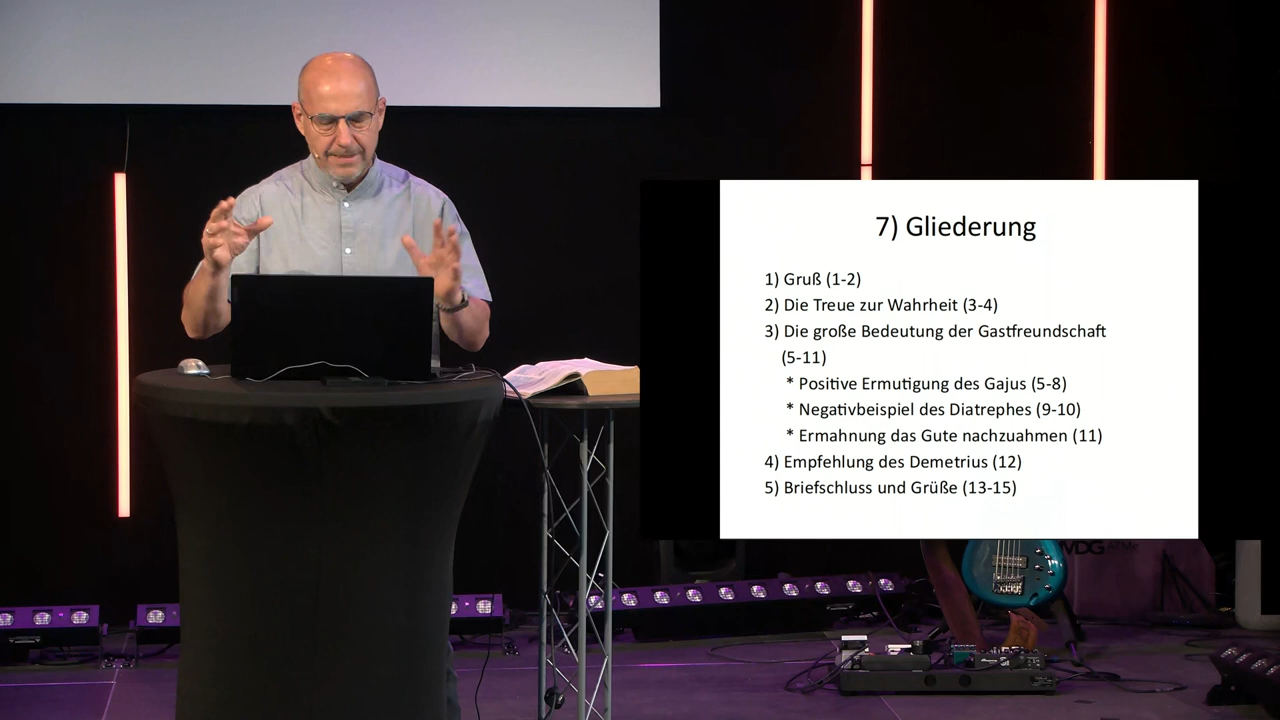 7) Gliederung
1) Gruß (1-2)
2) Die Treue zur Wahrheit (3-4)
3) Die große Bedeutung der Gastfreundschaft
(5-11)
* Positive Ermutigung des Gajus (5-8)
* Negativbeispiel des Diatrephes (9-10)
* Ermahnung das Gute nachzuahmen (11)
4) Empfehlung des Demetrius (12)
5) Briefschluss und Grüße (13-15)